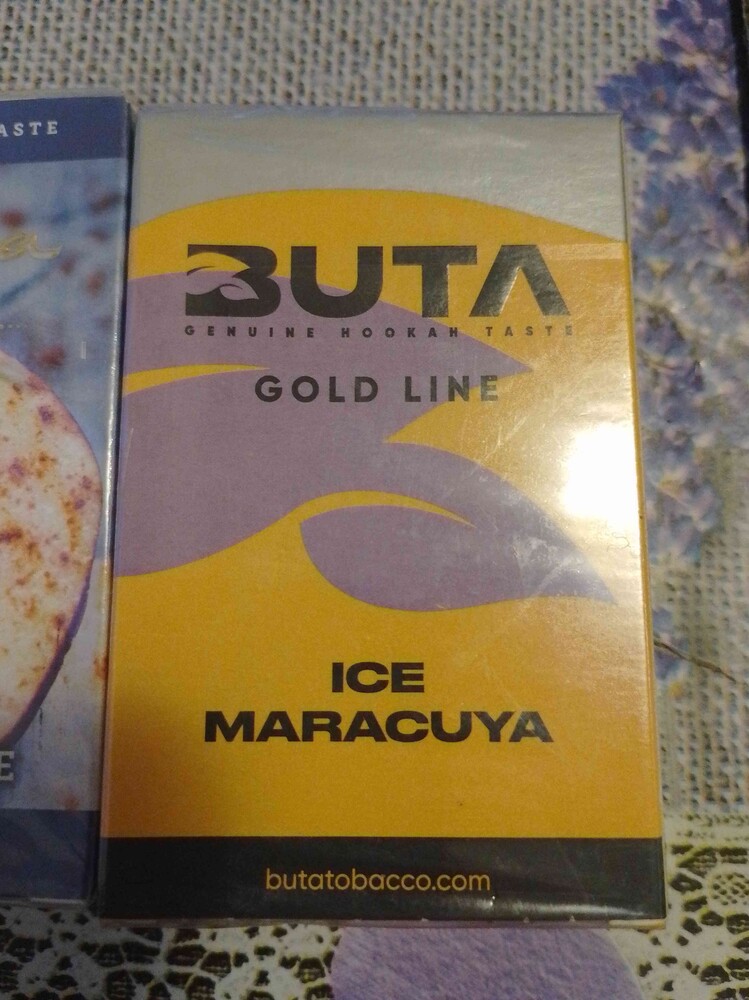 ASTE
BUTA
GENUINE HOOKAH TASTE
GOLD LINE
ICE
MARACUYA
E
butatobacco.com